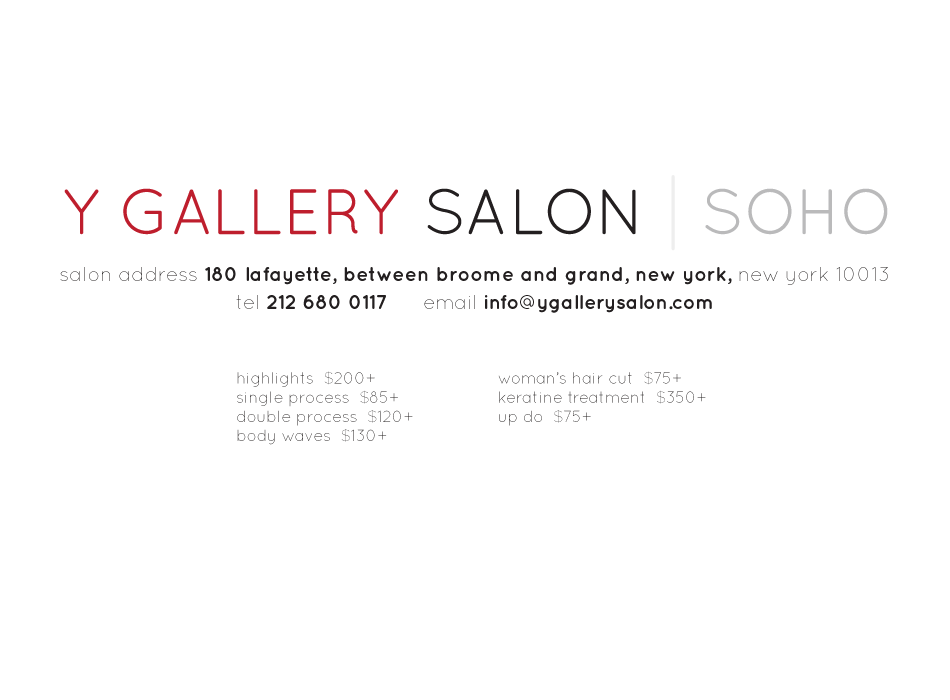 Y GALLERY SALON | SOHO
salon address 180 lafayette, between broome and grand, new york, new york 10013
tel 212 680 0117 email info@ygallerysalon.com
highlights $200+
single process $85+
double process $120+
body waves $130+
woman's hair cut $75+
keratine treatment $350+
up do $75+